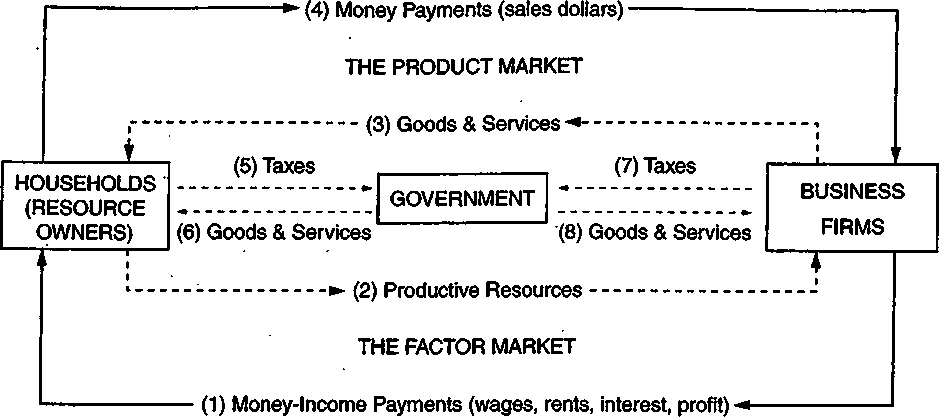 (4) Money Payments (sales dollars)
THE PRODUCT MARKET
(3) Goods & Services
(5) Taxes
(7) Taxes
HOUSEHOLDS
(RESOURCE
OWNERS)
GOVERNMENT
BUSINESS
FIRMS
(6) Goods & Services
(8) Goods & Services
(2) Productive Resources
THE FACTOR MARKET
(1) Money-Income Payments (wages, rents, interest, profit)